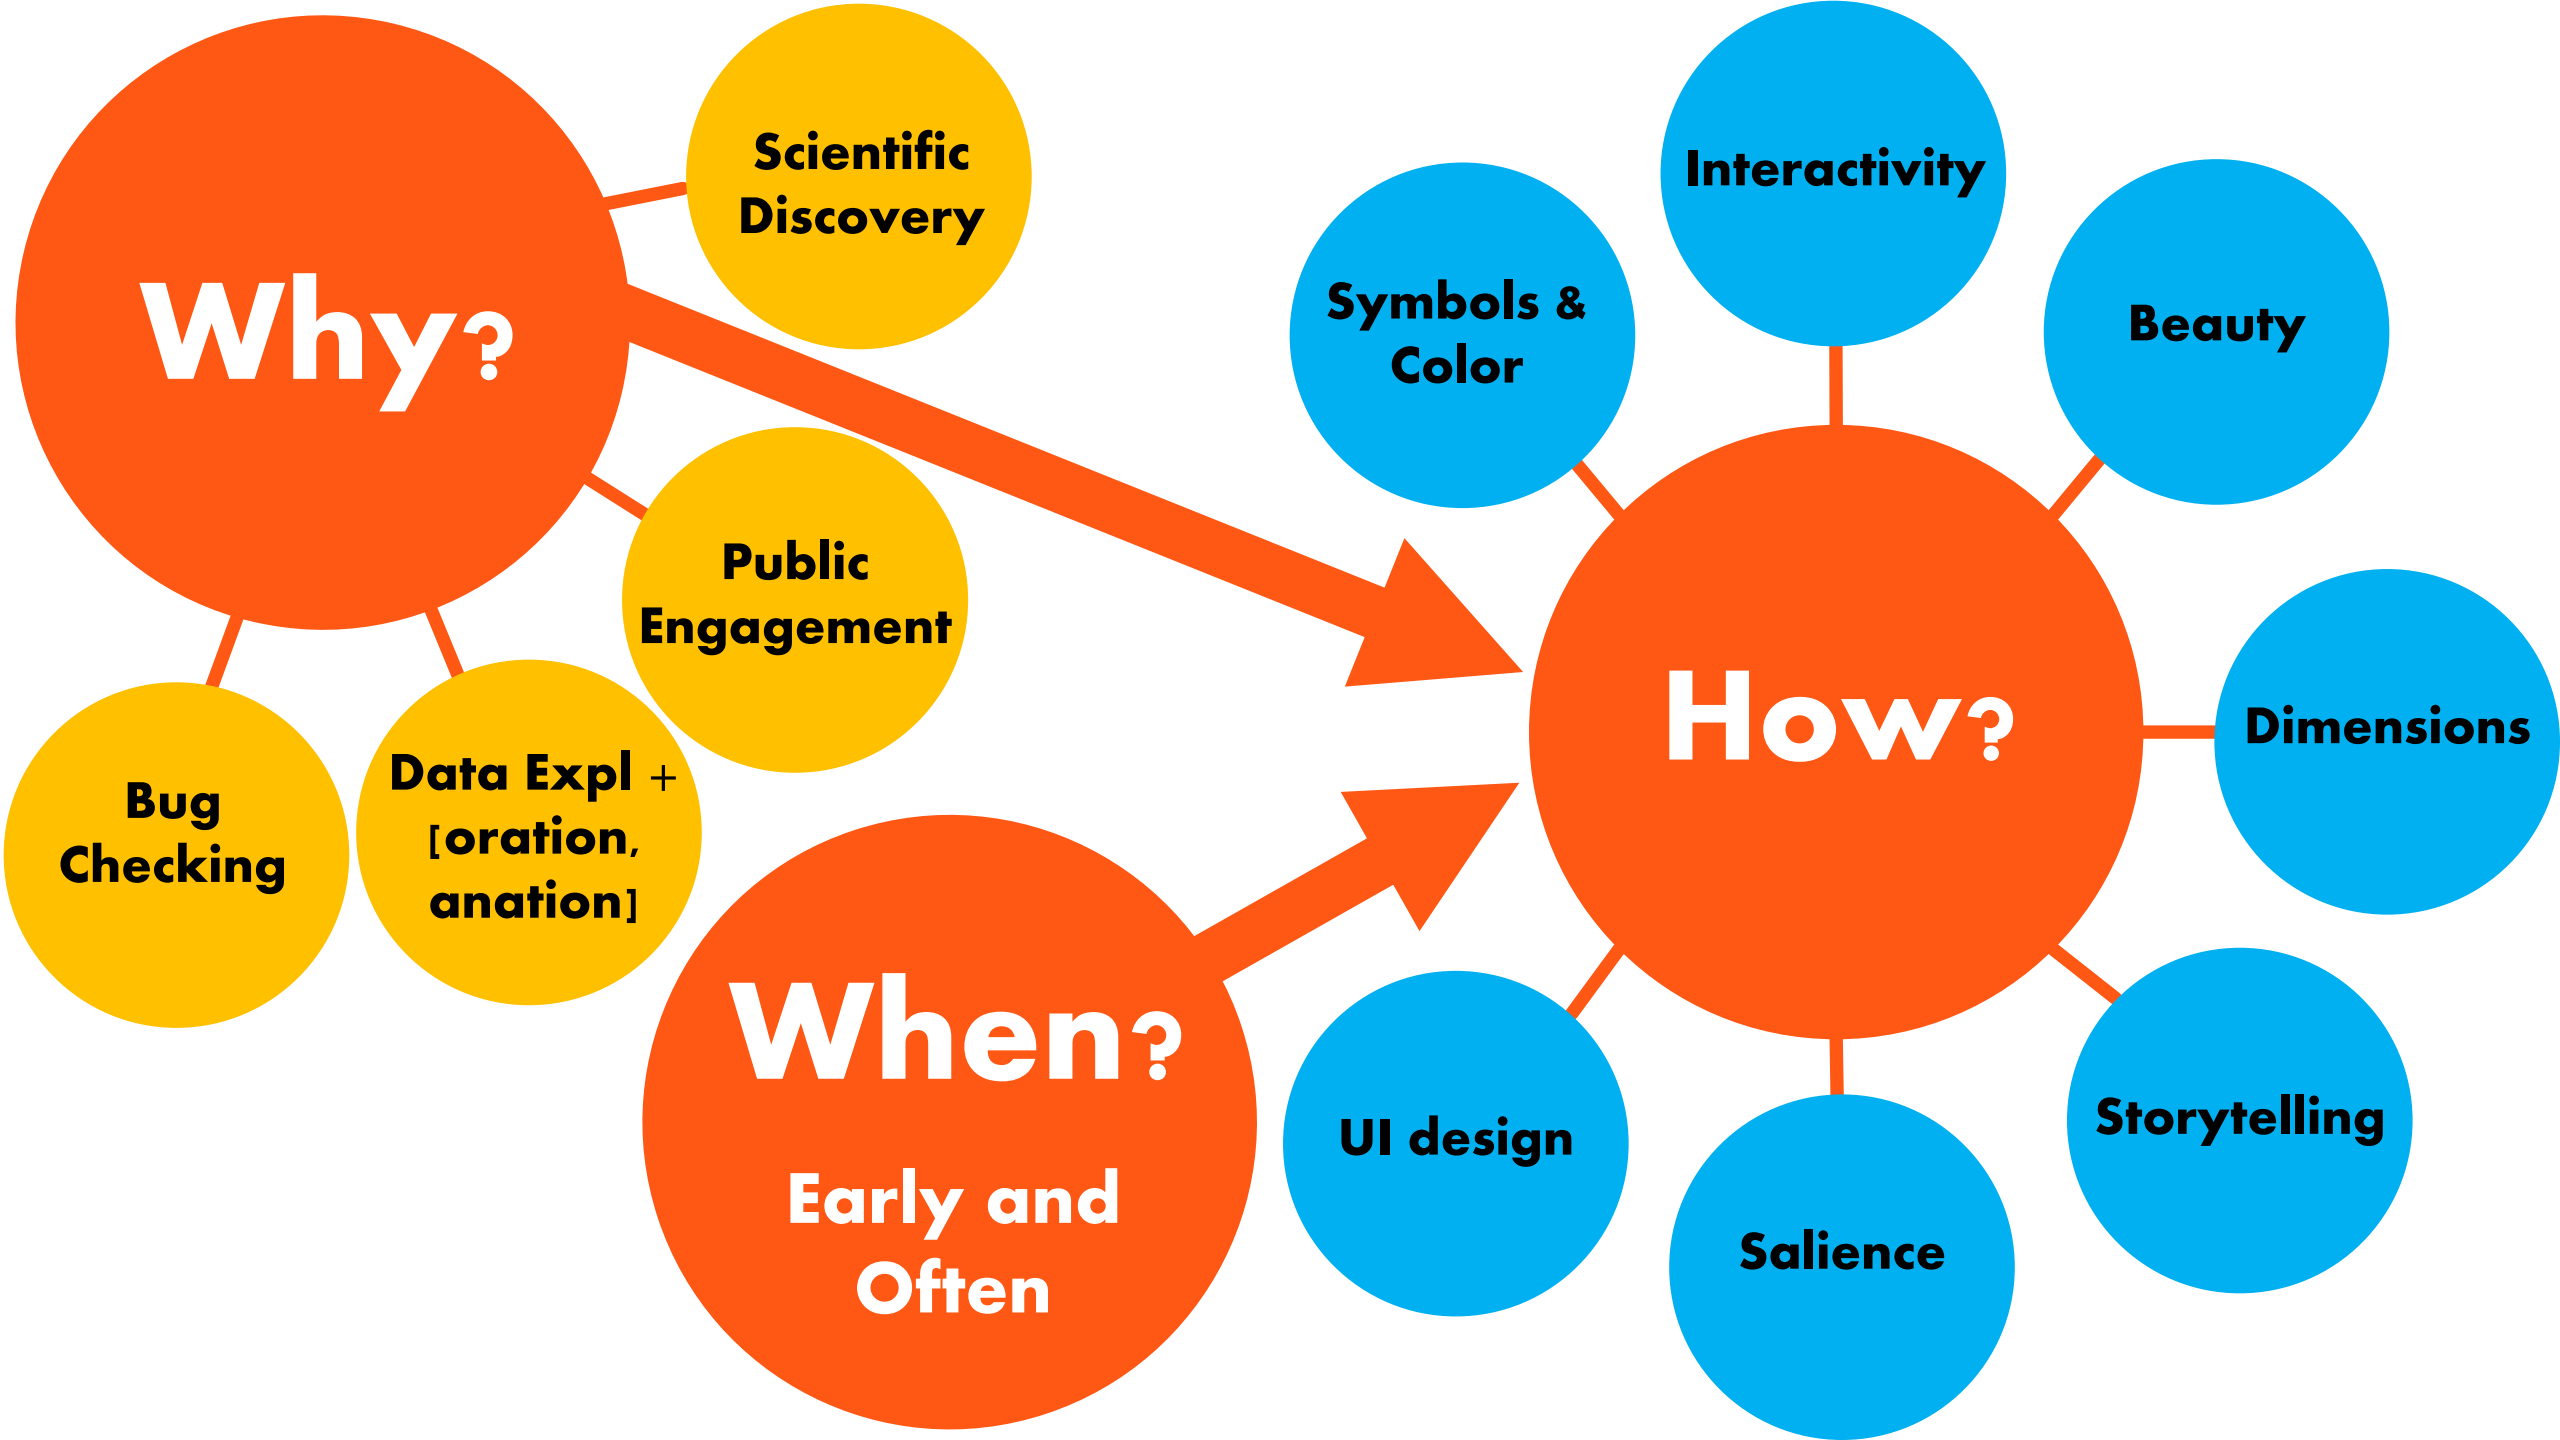 Why?
Scientific
Discovery
Public
Engagement
Data Expl +
[oration,
anation]
Bug
Checking
When?
Early and
Often
How?
Symbols &
Color
Interactivity
Beauty
Dimensions
Storytelling
Salience
UI design